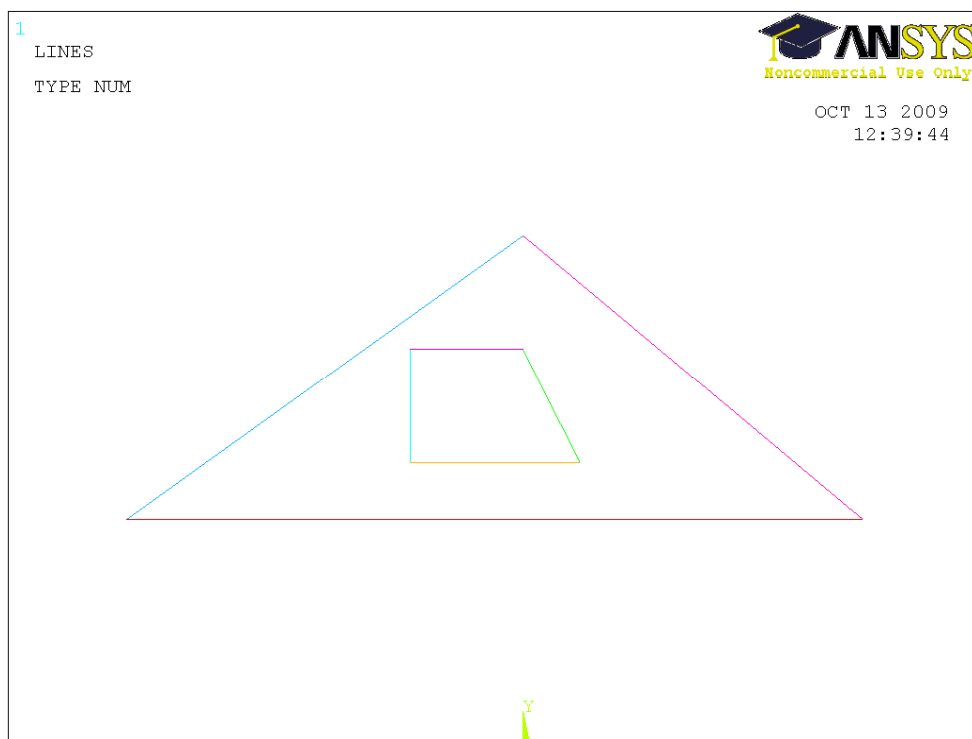 1
LINES
TYPE NUM
ANSYS
Noncommercial Use Only
OCT 13 2009
12:39:44
Y